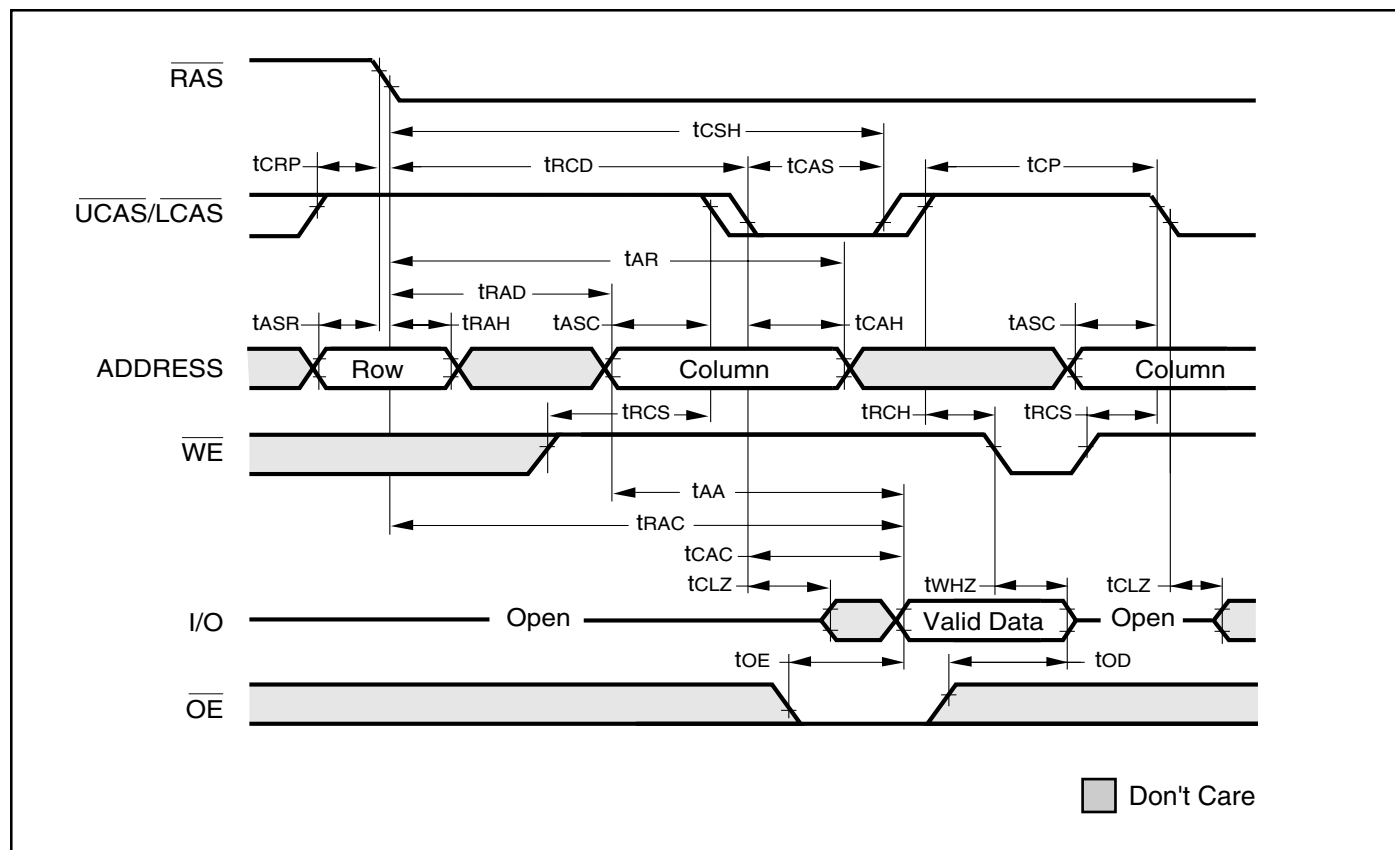 RAS
tCSH
tCRP tRCD tCAS tCP
UCAS/LCAS
tAR
tRAD
tASR tRAH tASC tCAH tASC
ADDRESS Row Column Column
tRCS tRCH tRCS
WE
tAA
tRAC
tCAC
tCLZ tWHZ tCLZ
I/O Open Valid Data Open
tOE tOD
OE
Don't Care